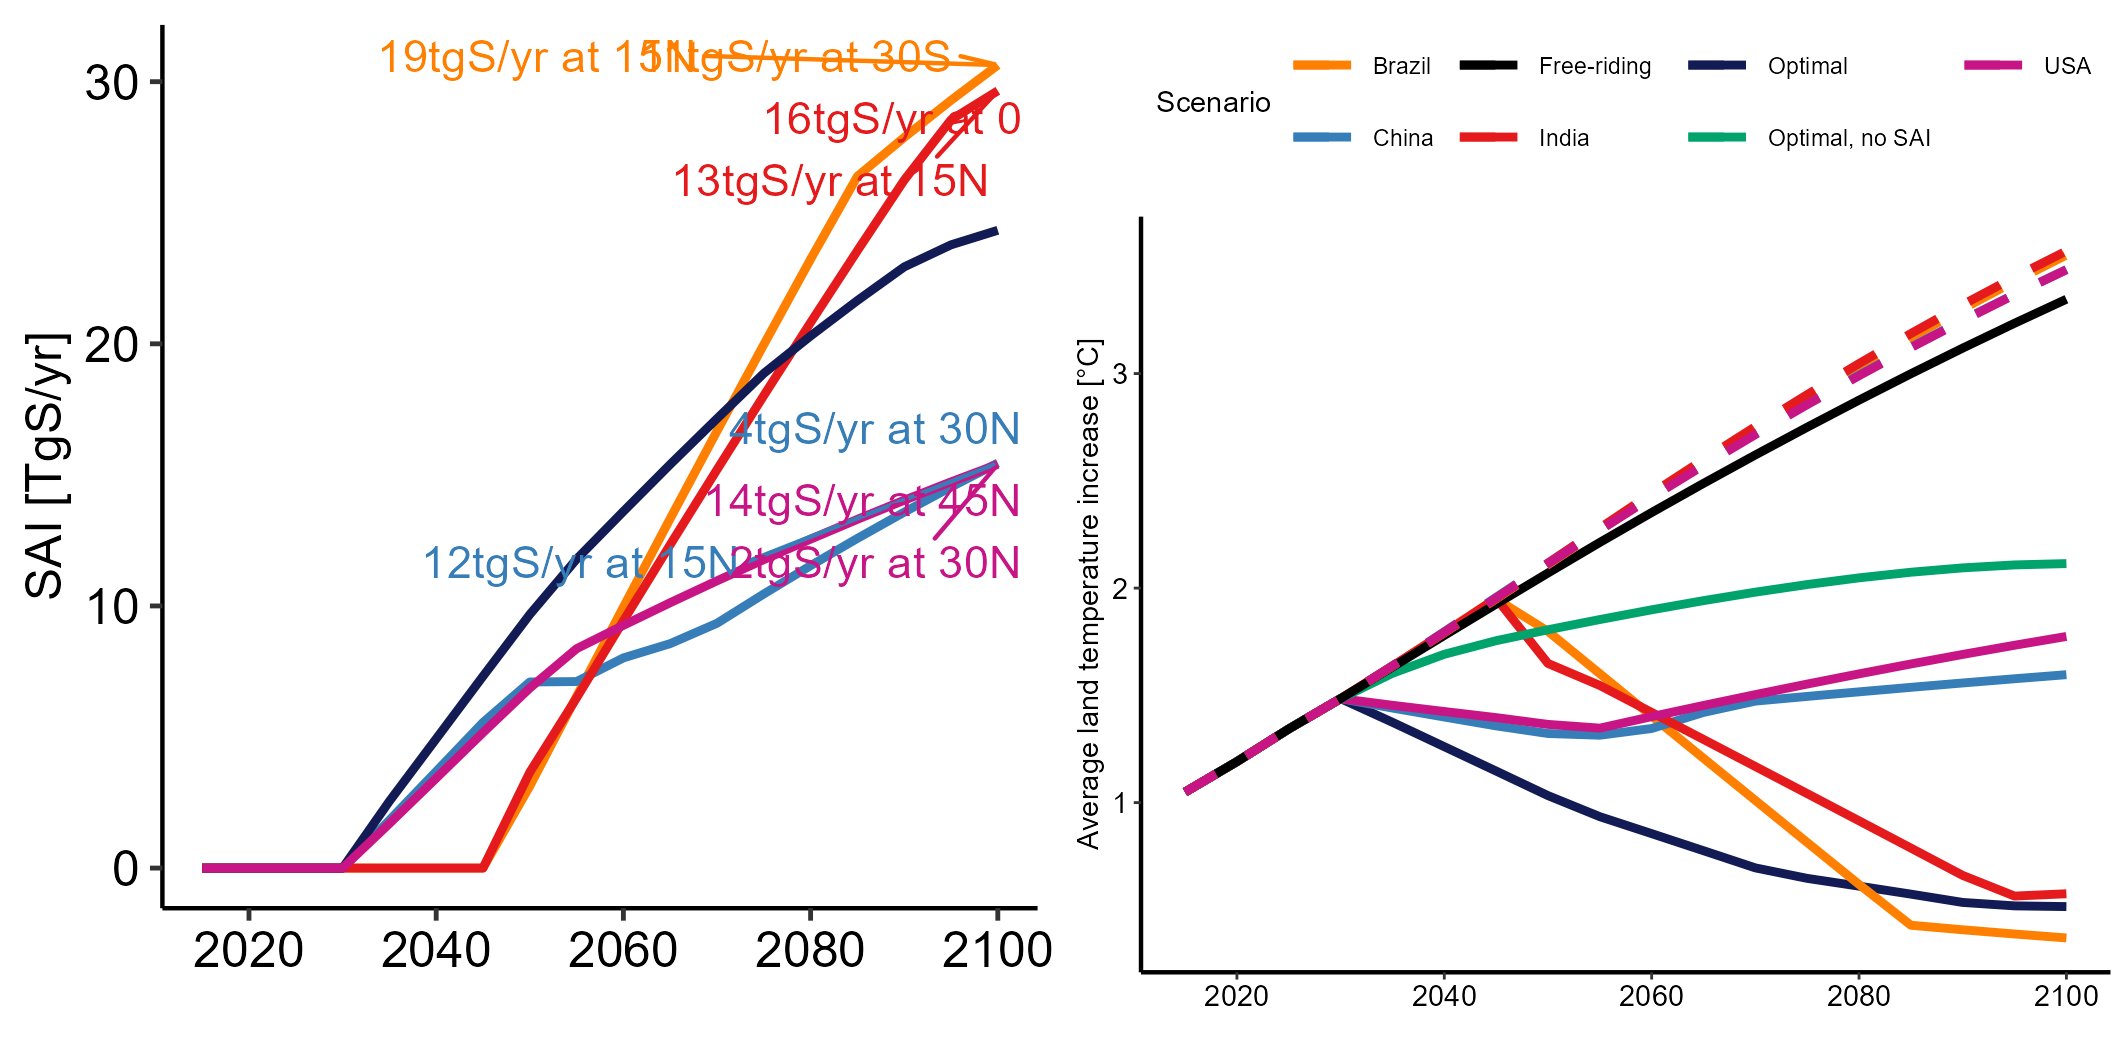 SAI [TgS/yr]
30
20
10
0
2020
2040
2060
2080
2100
19tgS/yr at 15N
tgS/yr at 30S
16tgS/yr at 0
13tgS/yr at 15N
4tgS/yr at 30N
14tgS/yr at 45N
12tgS/yr at 15N
2tgS/yr at 30N
Scenario
Brazil
Free-riding
Optimal
USA
China
India
Optimal, no SAI
Average land temperature increase [°C]
3
2
1
2020
2040
2060
2080
2100